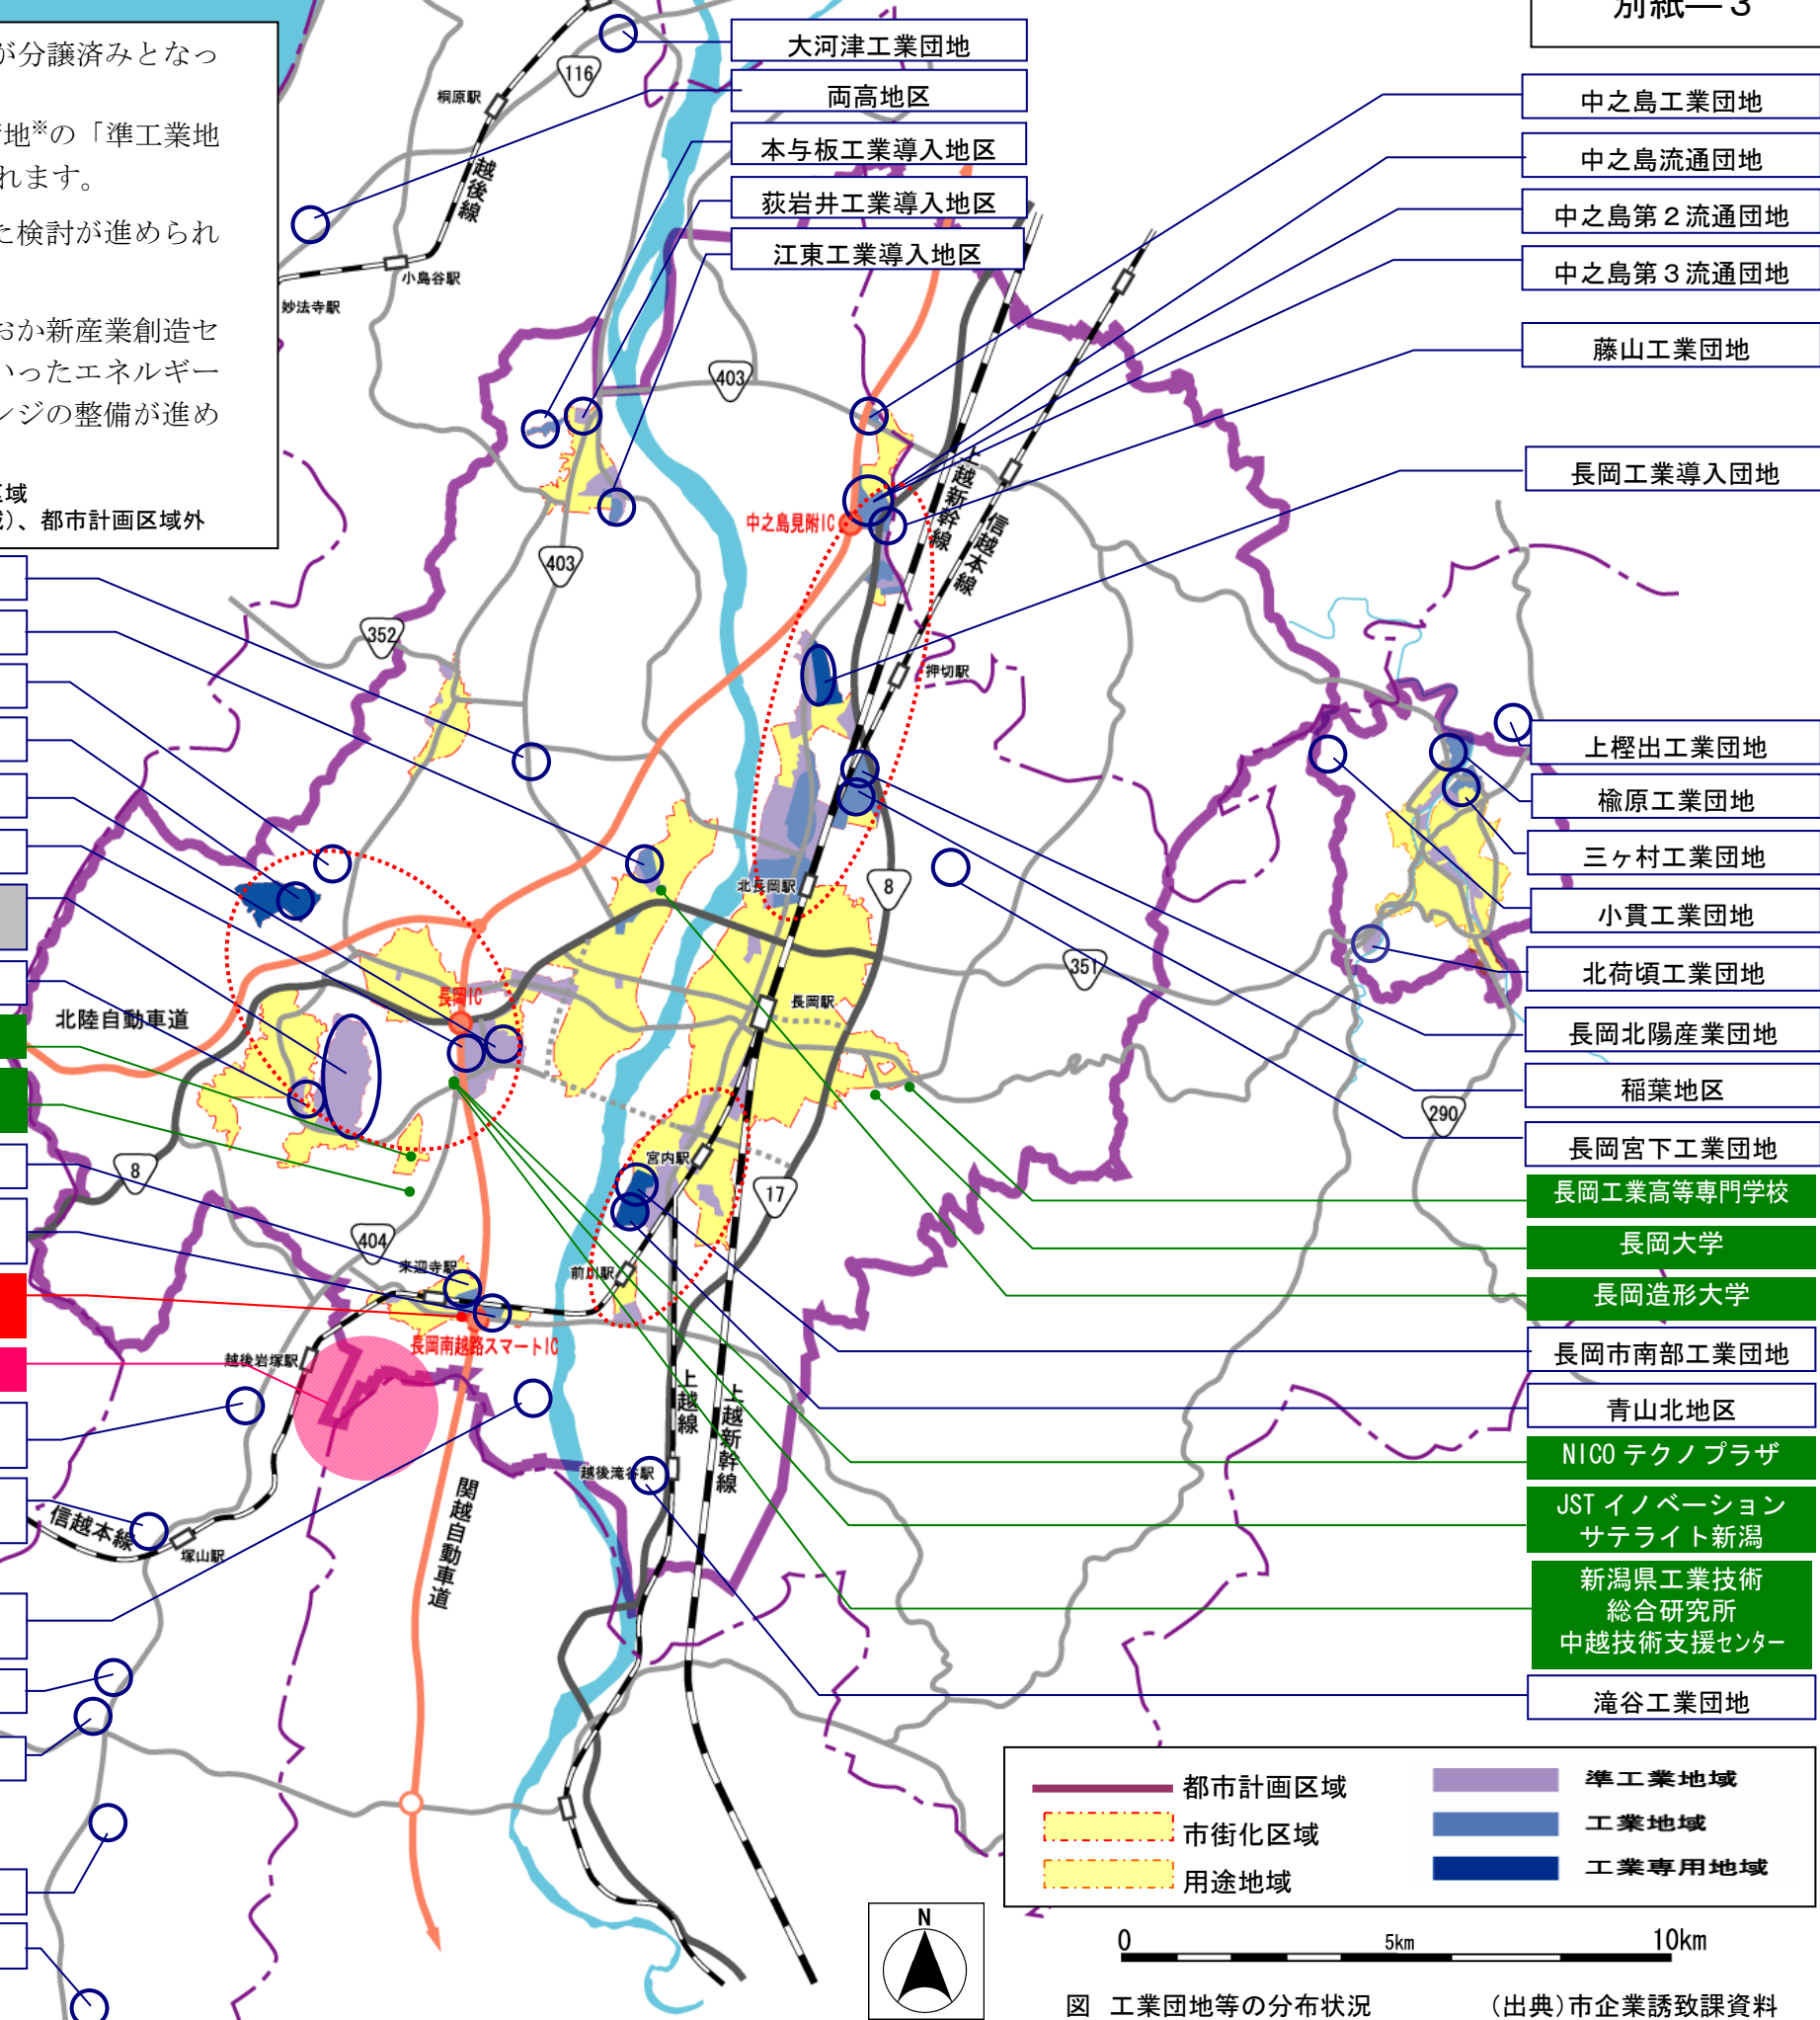 別紙―3
が分譲済みとなっ
地※の「準工業地
れます。
た検討が進められ
おか新産業創造セ
いったエネルギー
ンジの整備が進め
区域
、都市計画区域外
大河津工業団地
両高地区
本与板工業導入地区
荻岩井工業導入地区
江東工業導入地区
中之島工業団地
中之島流通団地
中之島第2流通団地
中之島第3流通団地
藤山工業団地
長岡工業導入団地
上樫出工業団地
楡原工業団地
三ヶ村工業団地
小貫工業団地
北荷頃工業団地
長岡北陽産業団地
稲葉地区
長岡宮下工業団地
長岡工業高等専門学校
長岡大学
長岡造形大学
長岡市南部工業団地
青山北地区
NICO テクノプラザ
JST イノベーション
サテライト新潟
新潟県工業技術
総合研究所
中越技術支援センター
滝谷工業団地
116
桐原駅
越後線
小島谷駅
妙法寺駅
403
403
352
中之島見附IC
上越新幹線
信越本線
押切駅
北長岡駅
8
351
長岡駅
長岡IC
北陸自動車道
290
8
宮内駅
17
404
来迎寺駅
前川駅
長岡南越路スマートIC
越後岩塚駅
上越線
上越新幹線
越後滝谷駅
関越自動車道
信越本線
塚山駅
都市計画区域
市街化区域
用途地域
準工業地域
工業地域
工業専用地域
N
0
5km
10km
図 工業団地等の分布状況
(出典)市企業誘致課資料